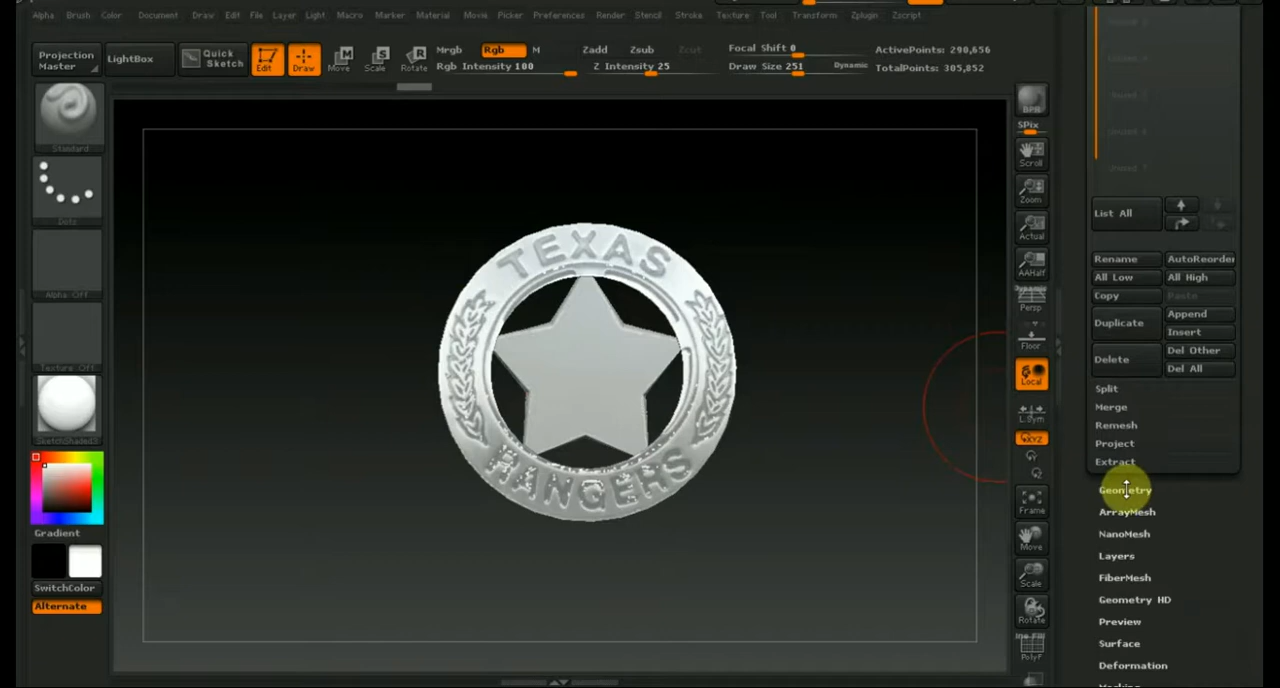 Alpha Brush Color Document Draw Edit File Layer Light Macro Marker Material Movie Picker Preferences Render Stencil Stroke Texture Tool Transform Zplugin Zscript
Projection Master
LightBox
Quick Sketch
Edit
Draw
Move
Scale
Rotate
Mrgb Rgb M
Rgb Intensity 100
Zadd Zsub Zcut
Z Intensity 25
Focal Shift 0
Draw Size 251 Dynamic
ActivePoints: 290,656
TotalPoints: 305,852
Standard
Dots
Alpha Off
Texture Off
Gradient
SwitchColor
Alternate
TEXAS
RANGERS
BPR
SPix
Scroll
Zoom
Actual
AAHalf
Dynamic
Persp
Floor
Local
L.Sym
XYZ
Frame
Move
Scale
Rotate
Line Fill
PolyF
List All
Rename AutoReorder
All Low All High
Copy Paste
Duplicate
Append
Insert
Delete
Del Other
Del All
Split
Merge
Remesh
Project
Extract
Geometry
ArrayMesh
NanoMesh
Layers
FiberMesh
Geometry HD
Preview
Surface
Deformation
Masking